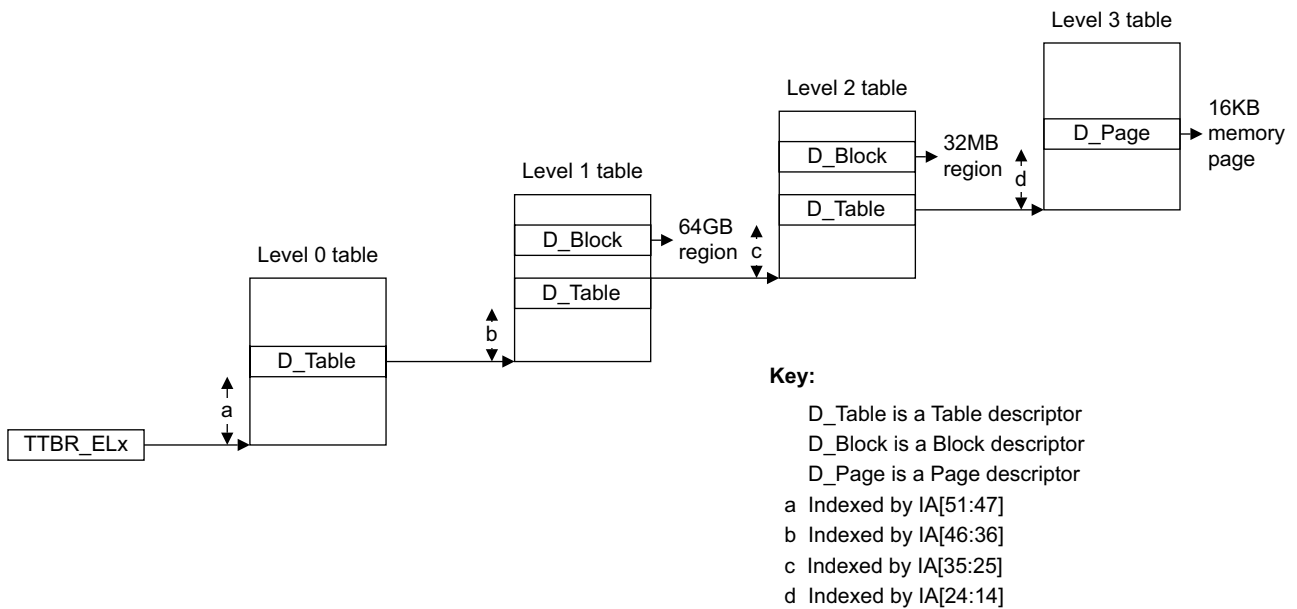 Level 3 table
Level 2 table
D_Page
16KB
memory
page
D_Block
32MB
region
d
Level 1 table
D_Table
D_Block
64GB
region
c
Level 0 table
D_Table
b
D_Table
a
TTBR_ELx
Key:
D_Table is a Table descriptor
D_Block is a Block descriptor
D_Page is a Page descriptor
a Indexed by IA[51:47]
b Indexed by IA[46:36]
c Indexed by IA[35:25]
d Indexed by IA[24:14]